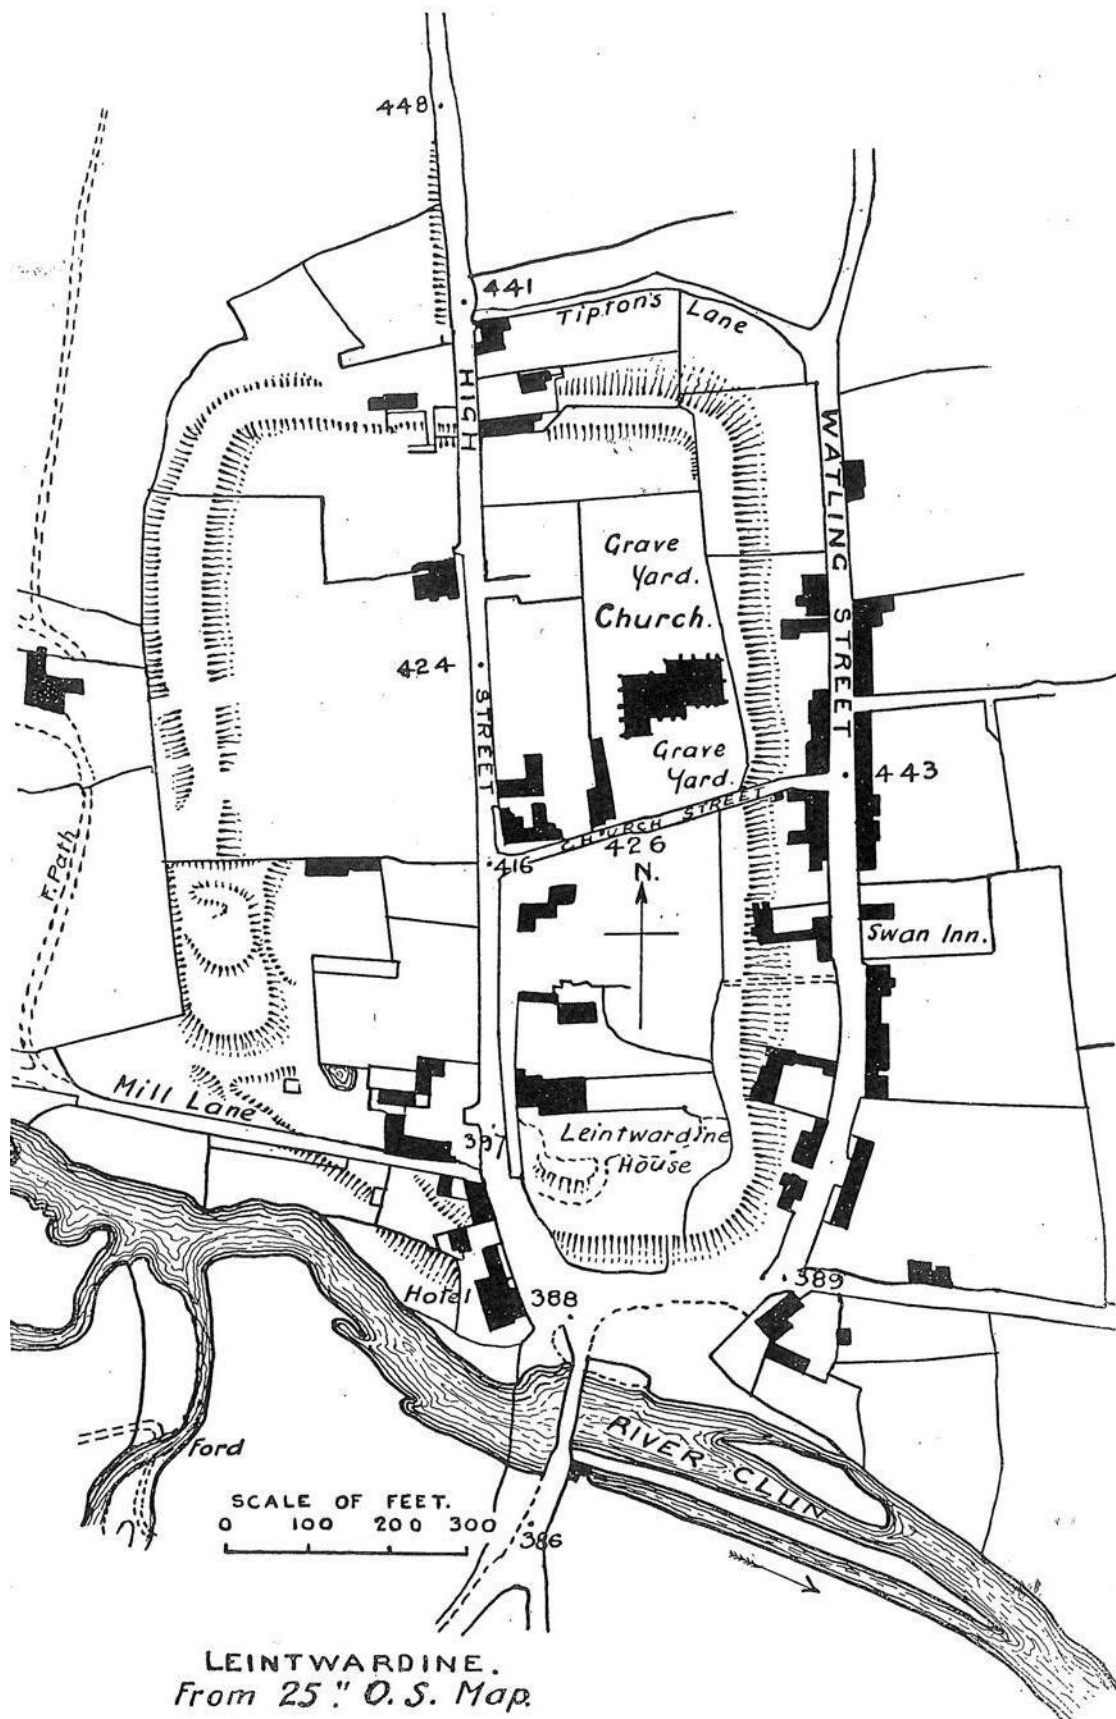 448
441
Tipton's Lane
HIGH STREET
WATLING STREET
Grave
Yard.
Church.
424
Grave
Yard.
443
CHURCH STREET
416
426
N.
F. Path
Swan Inn.
Mill Lane
397
Leintwardine
House
389
Hotel
388
RIVER CLUN
Ford
SCALE OF FEET.
0 100 200 300
386
LEINTWARDINE.
From 25." O. S. Map.